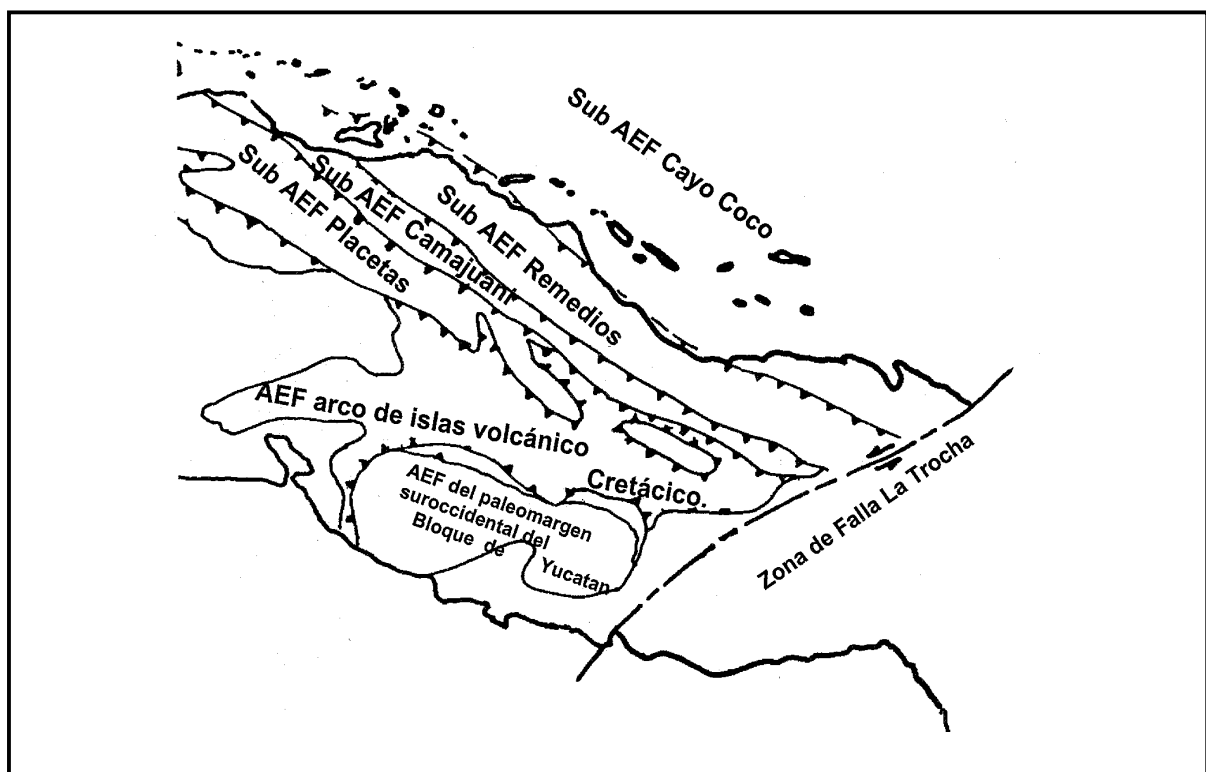 Sub AEF Cayo Coco
Sub AEF Remedios
Sub AEF Camajuaní
Sub AEF Placetas
AEF arco de islas volcánico
Cretácico.
AEF del paleomargen
suroccidental del
Bloque de
Yucatan
Zona de Falla La Trocha